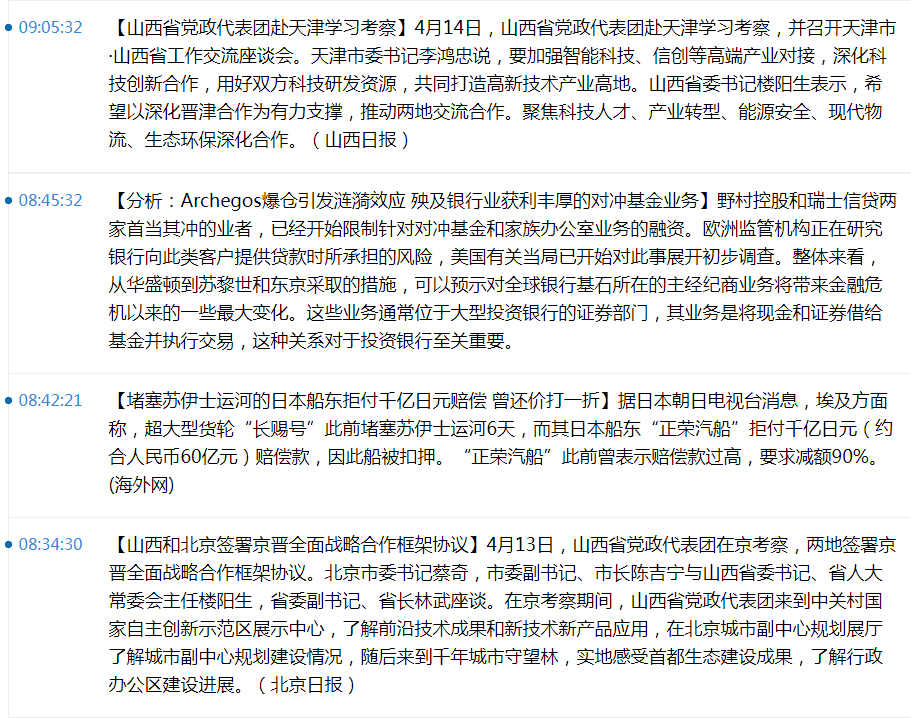 09:05:32 【山西省党政代表团赴天津学习考察】4月14日，山西省党政代表团赴天津学习考察，并召开天津市
·山西省工作交流座谈会。天津市委书记李鸿忠说，要加强智能科技、信创等高端产业对接，深化科
技创新合作，用好双方科技研发资源，共同打造高新技术产业高地。山西省委书记楼阳生表示，希
望以深化晋津合作为有力支撑，推动两地交流合作。聚焦科技人才、产业转型、能源安全、现代物
流、生态环保深化合作。（山西日报）
08:45:32 【分析：Archegos爆仓引发涟漪效应 殃及银行业获利丰厚的对冲基金业务】野村控股和瑞士信贷两
家首当其冲的业者，已经开始限制针对对冲基金和家族办公室业务的融资。欧洲监管机构正在研究
银行向此类客户提供贷款时所承担的风险，美国有关当局已开始对此事展开初步调查。整体来看，
从华盛顿到苏黎世和东京采取的措施，可以预示对全球银行基石所在的主经纪商业务将带来金融危
机以来的一些最大变化。这些业务通常位于大型投资银行的证券部门，其业务是将现金和证券借给
基金并执行交易，这种关系对于投资银行至关重要。
08:42:21 【堵塞苏伊士运河的日本船东拒付千亿日元赔偿 曾还价打一折】据日本朝日电视台消息，埃及方面
称，超大型货轮“长赐号”此前堵塞苏伊士运河6天，而其日本船东“正荣汽船”拒付千亿日元（约
合人民币60亿元）赔偿款，因此船被扣押。“正荣汽船”此前曾表示赔偿款过高，要求减额90%。
(海外网)
08:34:30 【山西和北京签署京晋全面战略合作框架协议】4月13日，山西省党政代表团在京考察，两地签署京
晋全面战略合作框架协议。北京市委书记蔡奇，市委副书记、市长陈吉宁与山西省委书记、省人大
常委会主任楼阳生，省委副书记、省长林武座谈。在京考察期间，山西省党政代表团来到中关村国
家自主创新示范区展示中心，了解前沿技术成果和新技术新产品应用，在北京城市副中心规划展厅
了解城市副中心规划建设情况，随后来到千年城市守望林，实地感受首都生态建设成果，了解行政
办公区建设进展。（北京日报）